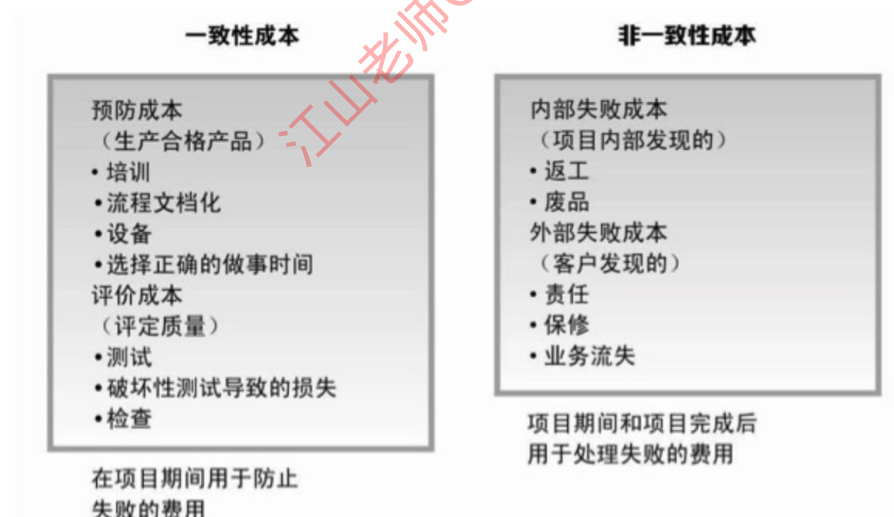 一致性成本
预防成本
（生产合格产品）
• 培训
•流程文档化
•设备
•选择正确的做事时间
评价成本
（评定质量）
•测试
•破坏性测试导致的损失
•检查
在项目期间用于防止
失败的费用
非一致性成本
内部失败成本
（项目内部发现的）
• 返工
• 废品
外部失败成本
（客户发现的）
• 责任
• 保修
• 业务流失
项目期间和项目完成后
用于处理失败的费用
江山老师@